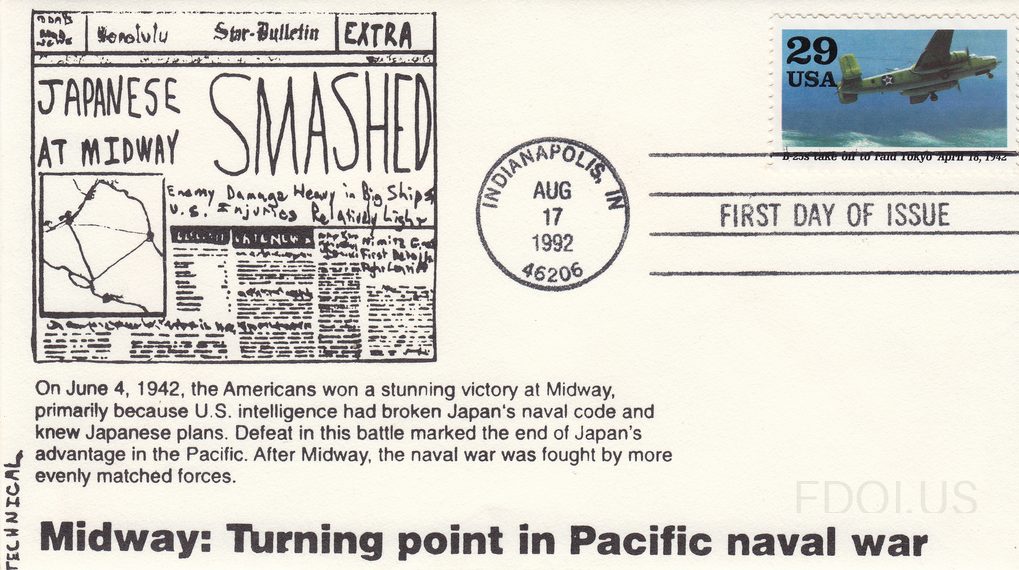 Honolulu Star-Bulletin EXTRA
JAPANESE
AT MIDWAY
SMASHED
Enemy Damage Heavy in Big Ships
U.S. Injuries Relatively Light
On June 4, 1942, the Americans won a stunning victory at Midway,
primarily because U.S. intelligence had broken Japan's naval code and
knew Japanese plans. Defeat in this battle marked the end of Japan's
advantage in the Pacific. After Midway, the naval war was fought by more
evenly matched forces.
TECHNICAL
Midway: Turning point in Pacific naval war
INDIANAPOLIS, IN
AUG
17
1992
46206
29
USA
B-25s take off to raid Tokyo April 18, 1942
FIRST DAY OF ISSUE
FDOI.US